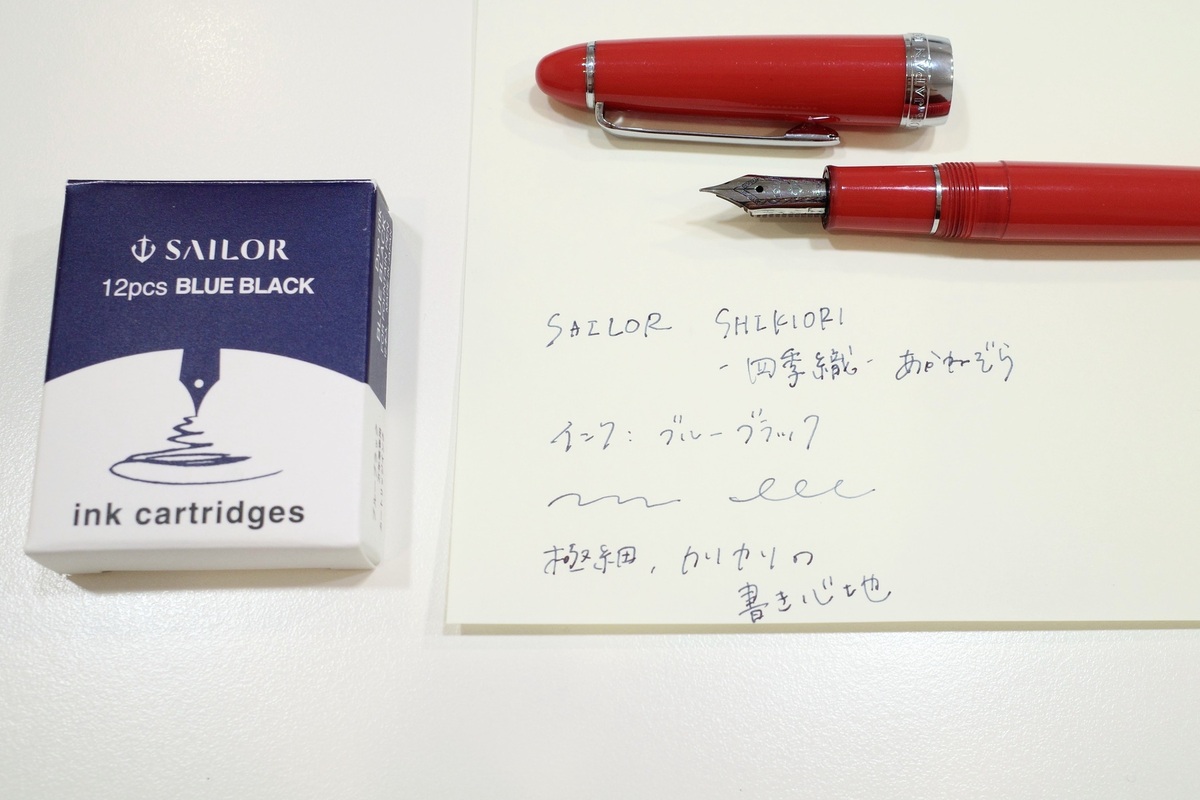 SAILOR
12pcs BLUE BLACK
ink cartridges
SAILOR SHIKIORI
-四季織- あかねぞら
インク: ブルーブラック
極細, カリカリの
書き心地
JAPAN